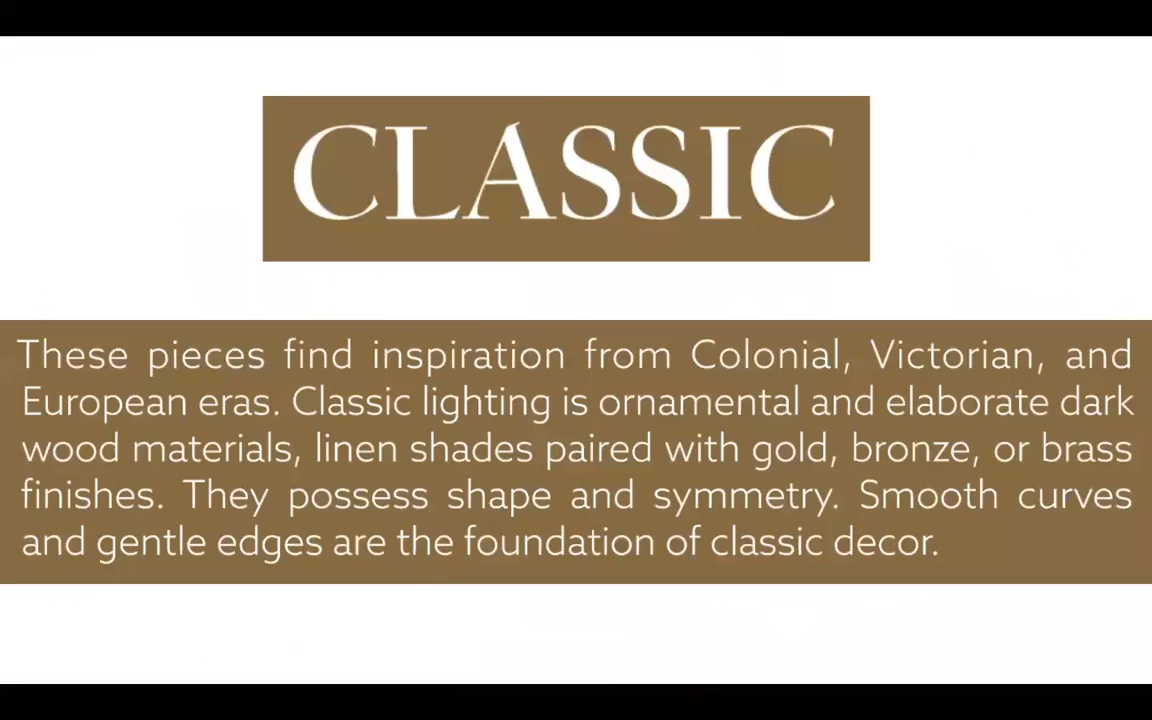 CLASSIC
These pieces find inspiration from Colonial, Victorian, and
European eras. Classic lighting is ornamental and elaborate dark
wood materials, linen shades paired with gold, bronze, or brass
finishes. They possess shape and symmetry. Smooth curves
and gentle edges are the foundation of classic decor.